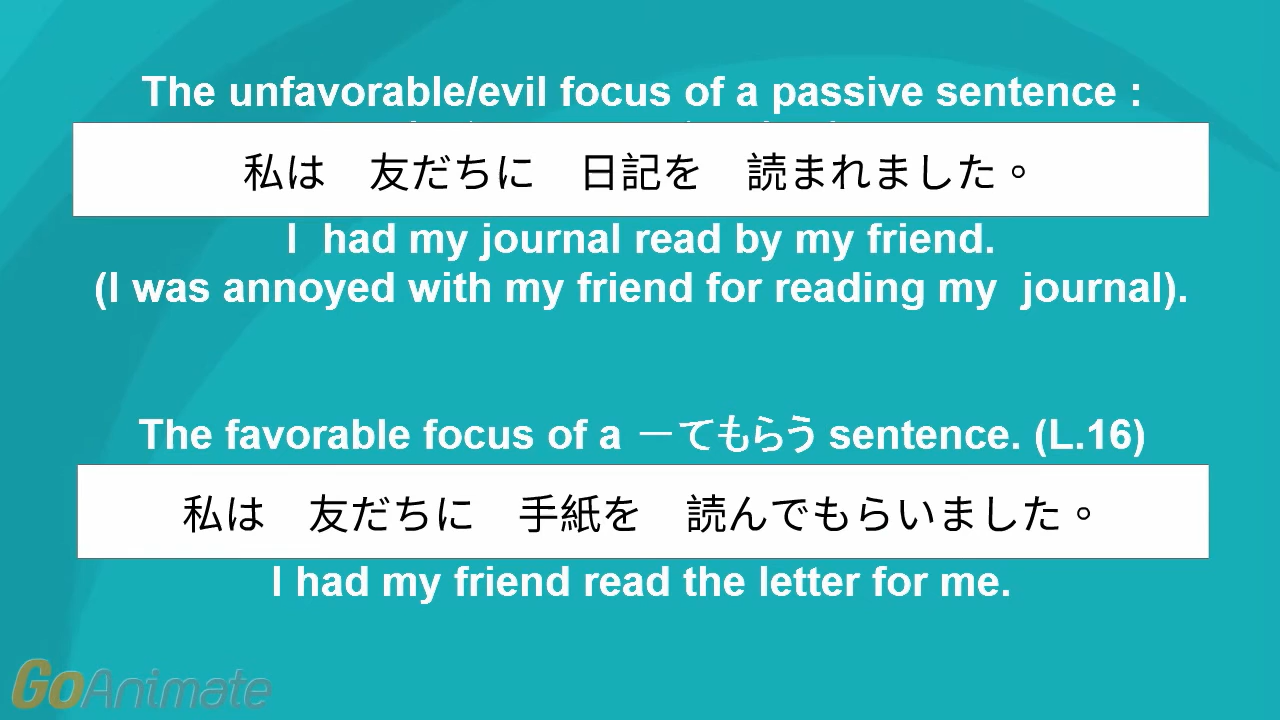 The unfavorable/evil focus of a passive sentence :
私は　友だちに　日記を　読まれました。
I had my journal read by my friend.
(I was annoyed with my friend for reading my journal).
The favorable focus of a ーてもらう sentence. (L.16)
私は　友だちに　手紙を　読んでもらいました。
I had my friend read the letter for me.
GoAnimate